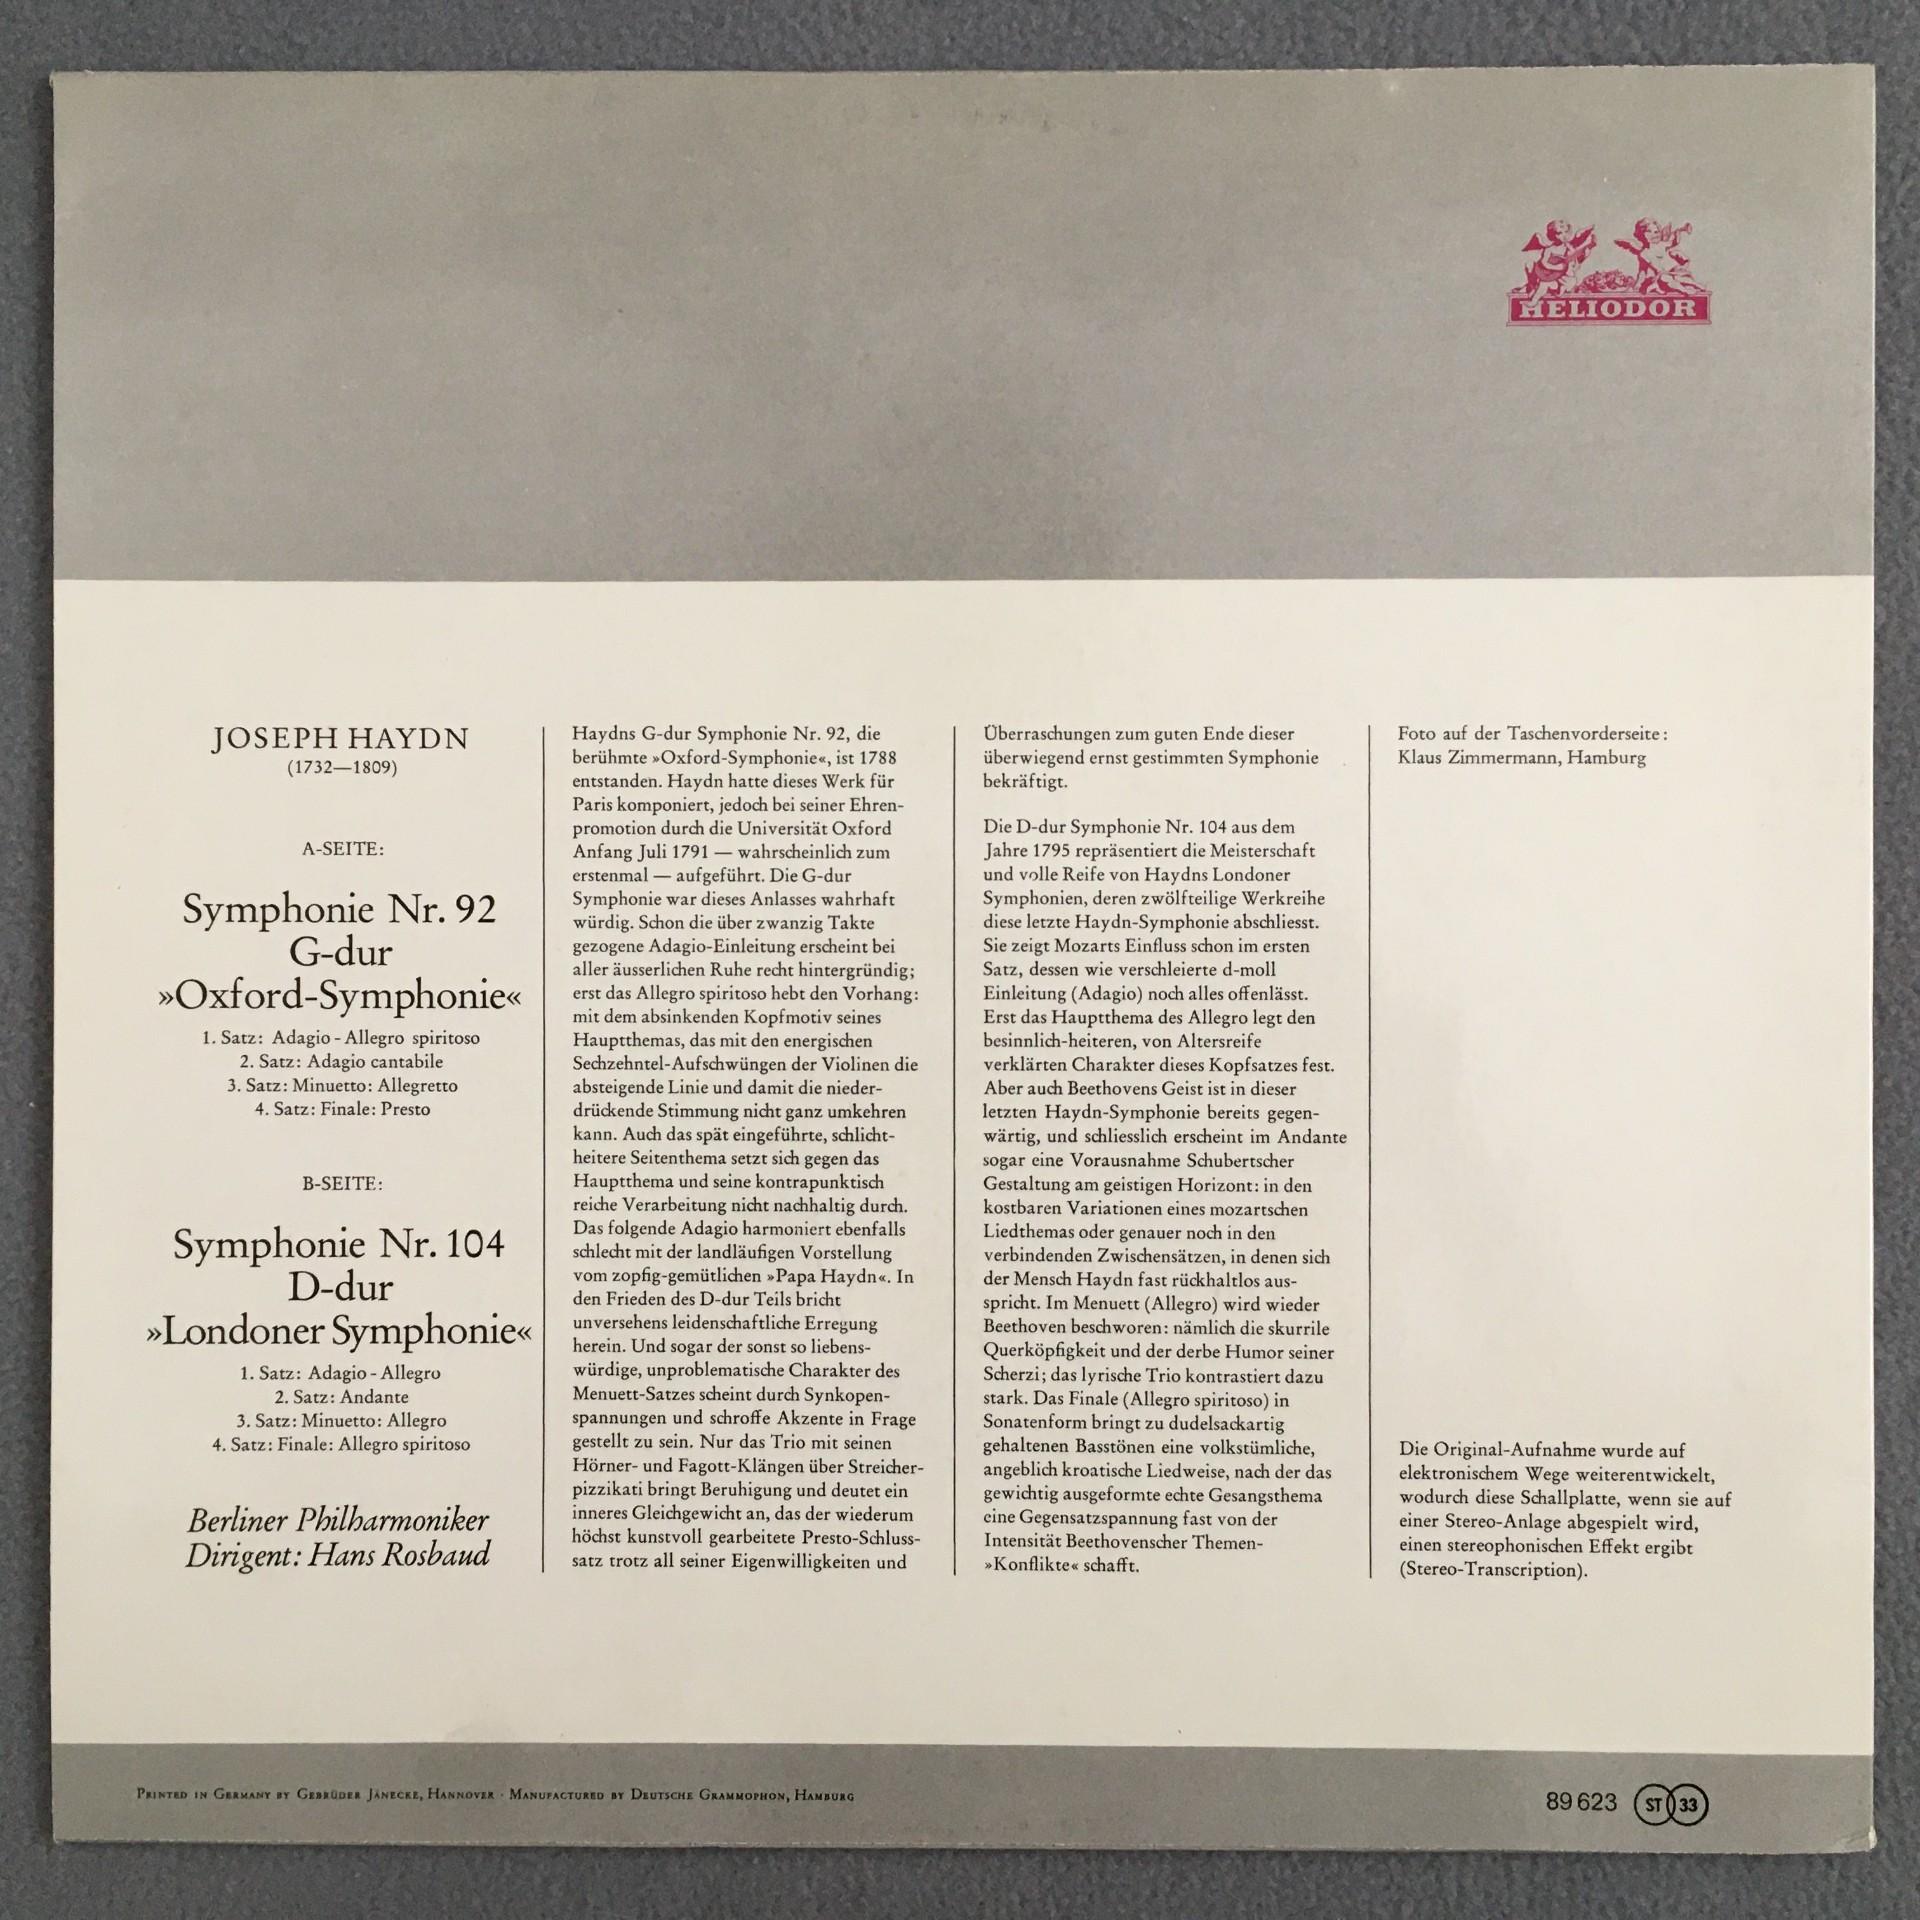 HELIODOR
JOSEPH HAYDN
(1732—1809)
A-SEITE:
Symphonie Nr. 92
G-dur
»Oxford-Symphonie«
1. Satz: Adagio - Allegro spiritoso
2. Satz: Adagio cantabile
3. Satz: Minuetto: Allegretto
4. Satz: Finale: Presto
B-SEITE:
Symphonie Nr. 104
D-dur
»Londoner Symphonie«
1. Satz: Adagio - Allegro
2. Satz: Andante
3. Satz: Minuetto: Allegro
4. Satz: Finale: Allegro spiritoso
Berliner Philharmoniker
Dirigent: Hans Rosbaud
Haydns G-dur Symphonie Nr. 92, die
berühmte »Oxford-Symphonie«, ist 1788
entstanden. Haydn hatte dieses Werk für
Paris komponiert, jedoch bei seiner Ehren-
promotion durch die Universität Oxford
Anfang Juli 1791 — wahrscheinlich zum
erstenmal — aufgeführt. Die G-dur
Symphonie war dieses Anlasses wahrhaft
würdig. Schon die über zwanzig Takte
gezogene Adagio-Einleitung erscheint bei
aller äusserlichen Ruhe recht hintergründig;
erst das Allegro spiritoso hebt den Vorhang:
mit dem absinkenden Kopfmotiv seines
Hauptthemas, das mit den energischen
Sechzehntel-Aufschwüngen der Violinen die
absteigende Linie und damit die nieder-
drückende Stimmung nicht ganz umkehren
kann. Auch das spät eingeführte, schlicht-
heitere Seitenthema setzt sich gegen das
Hauptthema und seine kontrapunktisch
reiche Verarbeitung nicht nachhaltig durch.
Das folgende Adagio harmoniert ebenfalls
schlecht mit der landläufigen Vorstellung
vom zopfig-gemütlichen »Papa Haydn«. In
den Frieden des D-dur Teils bricht
unversehens leidenschaftliche Erregung
herein. Und sogar der sonst so liebens-
würdige, unproblematische Charakter des
Menuett-Satzes scheint durch Synkopen-
spannungen und schroffe Akzente in Frage
gestellt zu sein. Nur das Trio mit seinen
Hörner- und Fagott-Klängen über Streicher-
pizzikati bringt Beruhigung und deutet ein
inneres Gleichgewicht an, das der wiederum
höchst kunstvoll gearbeitete Presto-Schluss-
satz trotz all seiner Eigenwilligkeiten und
Überraschungen zum guten Ende dieser
überwiegend ernst gestimmten Symphonie
bekräftigt.
Die D-dur Symphonie Nr. 104 aus dem
Jahre 1795 repräsentiert die Meisterschaft
und volle Reife von Haydns Londoner
Symphonien, deren zwölfteilige Werkreihe
diese letzte Haydn-Symphonie abschliesst.
Sie zeigt Mozarts Einfluss schon im ersten
Satz, dessen wie verschleierte d-moll
Einleitung (Adagio) noch alles offenlässt.
Erst das Hauptthema des Allegro legt den
besinnlich-heiteren, von Altersreife
verklärten Charakter dieses Kopfsatzes fest.
Aber auch Beethovens Geist ist in dieser
letzten Haydn-Symphonie bereits gegen-
wärtig, und schliesslich erscheint im Andante
sogar eine Vorausnahme Schubertscher
Gestaltung am geistigen Horizont: in den
kostbaren Variationen eines mozartschen
Liedthemas oder genauer noch in den
verbindenden Zwischensätzen, in denen sich
der Mensch Haydn fast rückhaltlos aus-
spricht. Im Menuett (Allegro) wird wieder
Beethoven beschworen: nämlich die skurrile
Querköpfigkeit und der derbe Humor seiner
Scherzi; das lyrische Trio kontrastiert dazu
stark. Das Finale (Allegro spiritoso) in
Sonatenform bringt zu dudelsackartig
gehaltenen Basstönen eine volkstümliche,
angeblich kroatische Liedweise, nach der das
gewichtig ausgeformte echte Gesangsthema
eine Gegensatzspannung fast von der
Intensität Beethovenscher Themen-
»Konflikte« schafft.
Foto auf der Taschenvorderseite:
Klaus Zimmermann, Hamburg
Die Original-Aufnahme wurde auf
elektronischem Wege weiterentwickelt,
wodurch diese Schallplatte, wenn sie auf
einer Stereo-Anlage abgespielt wird,
einen stereophonischen Effekt ergibt
(Stereo-Transcription).
Printed in Germany by Gebrüder Jänecke, Hannover · Manufactured by Deutsche Grammophon, Hamburg
89 623 ST 33